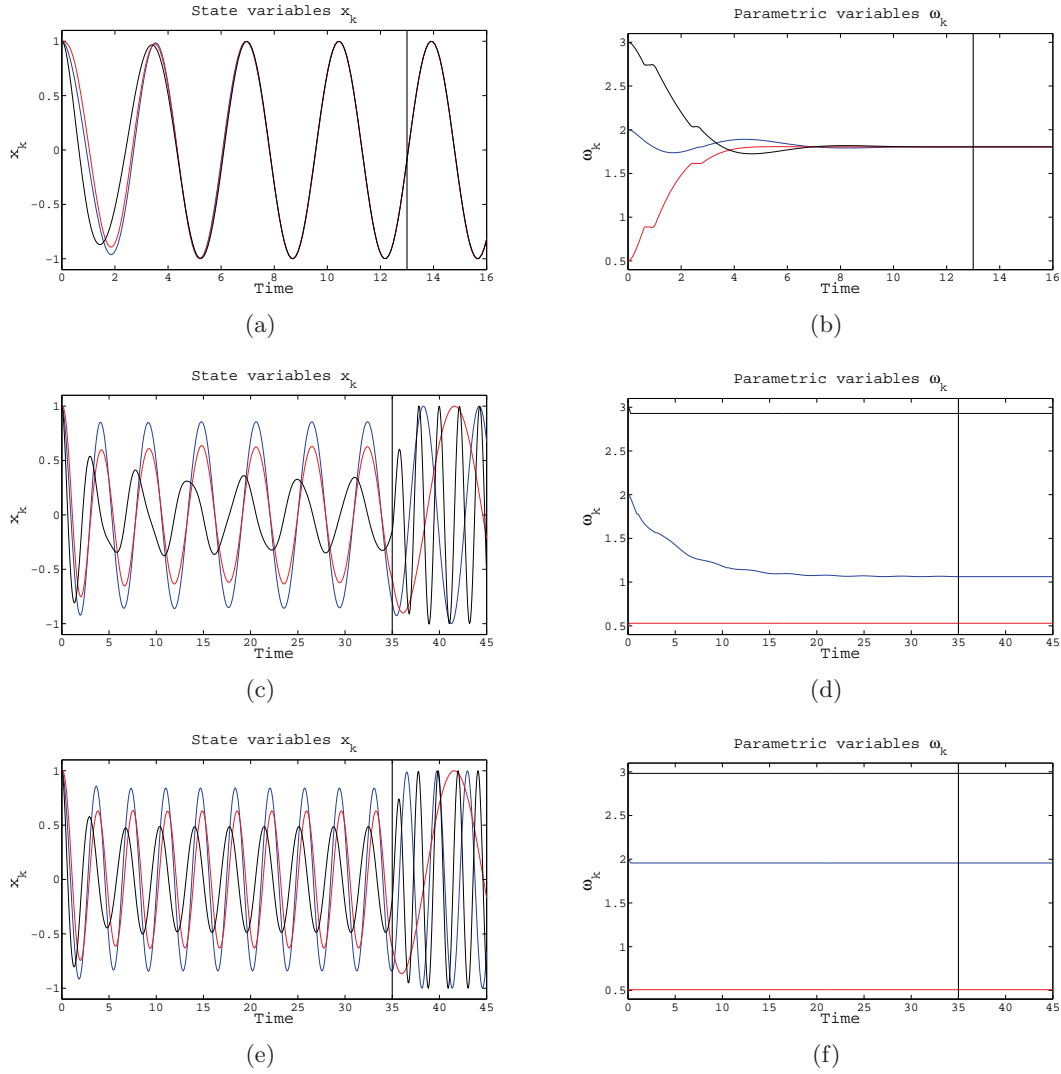 State variables x_k
x_k
1
0.5
0
−0.5
−1
0 2 4 6 8 10 12 14 16
Time
(a)
Parametric variables ω_k
ω_k
3
2.5
2
1.5
1
0.5
0 2 4 6 8 10 12 14 16
Time
(b)
State variables x_k
x_k
1
0.5
0
−0.5
−1
0 5 10 15 20 25 30 35 40 45
Time
(c)
Parametric variables ω_k
ω_k
3
2.5
2
1.5
1
0.5
0 5 10 15 20 25 30 35 40 45
Time
(d)
State variables x_k
x_k
1
0.5
0
−0.5
−1
0 5 10 15 20 25 30 35 40 45
Time
(e)
Parametric variables ω_k
ω_k
3
2.5
2
1.5
1
0.5
0 5 10 15 20 25 30 35 40 45
Time
(f)